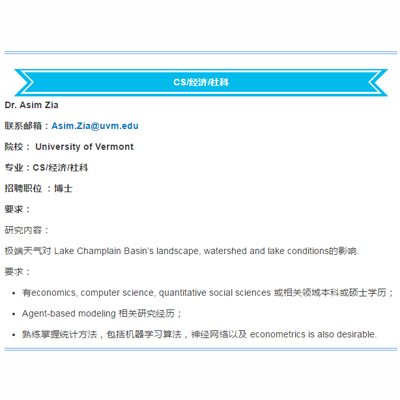 CS/经济/社科
Dr. Asim Zia
联系邮箱：Asim.Zia@uvm.edu
院校： University of Vermont
专业：CS/经济/社科
招聘职位 ：博士
要求：
研究内容：
极端天气对 Lake Champlain Basin's landscape, watershed and lake conditions的影响.
要求：
• 有economics, computer science, quantitative social sciences 或相关领域本科或硕士学历；
• Agent-based modeling 相关研究经历；
• 熟练掌握统计方法，包括机器学习算法，神经网络以及 econometrics is also desirable.